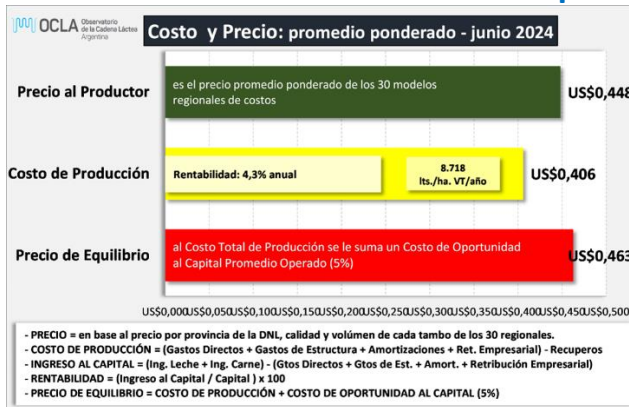 OCLA Observatorio
de la Cadena Láctea
Argentina
Costo y Precio: promedio ponderado - junio 2024
Precio al Productor
es el precio promedio ponderado de los 30 modelos
regionales de costos
US$0,448
Costo de Producción
Rentabilidad: 4,3% anual
8.718
lts./ha. VT/año
US$0,406
Precio de Equilibrio
al Costo Total de Producción se le suma un Costo de Oportunidad
al Capital Promedio Operado (5%)
US$0,463
US$0,000US$0,050US$0,100US$0,150US$0,200US$0,250US$0,300US$0,350US$0,400US$0,450US$0,500
- PRECIO = en base al precio por provincia de la DNL, calidad y volúmen de cada tambo de los 30 regionales.
- COSTO DE PRODUCCIÓN = (Gastos Directos + Gastos de Estructura + Amortizaciones + Ret. Empresarial) - Recuperos
- INGRESO AL CAPITAL = (Ing. Leche + Ing. Carne) - (Gtos Directos + Gtos de Est. + Amort. + Retribución Empresarial)
- RENTABILIDAD = (Ingreso al Capital / Capital ) x 100
- PRECIO DE EQUILIBRIO = COSTO DE PRODUCCIÓN + COSTO DE OPORTUNIDAD AL CAPITAL (5%)